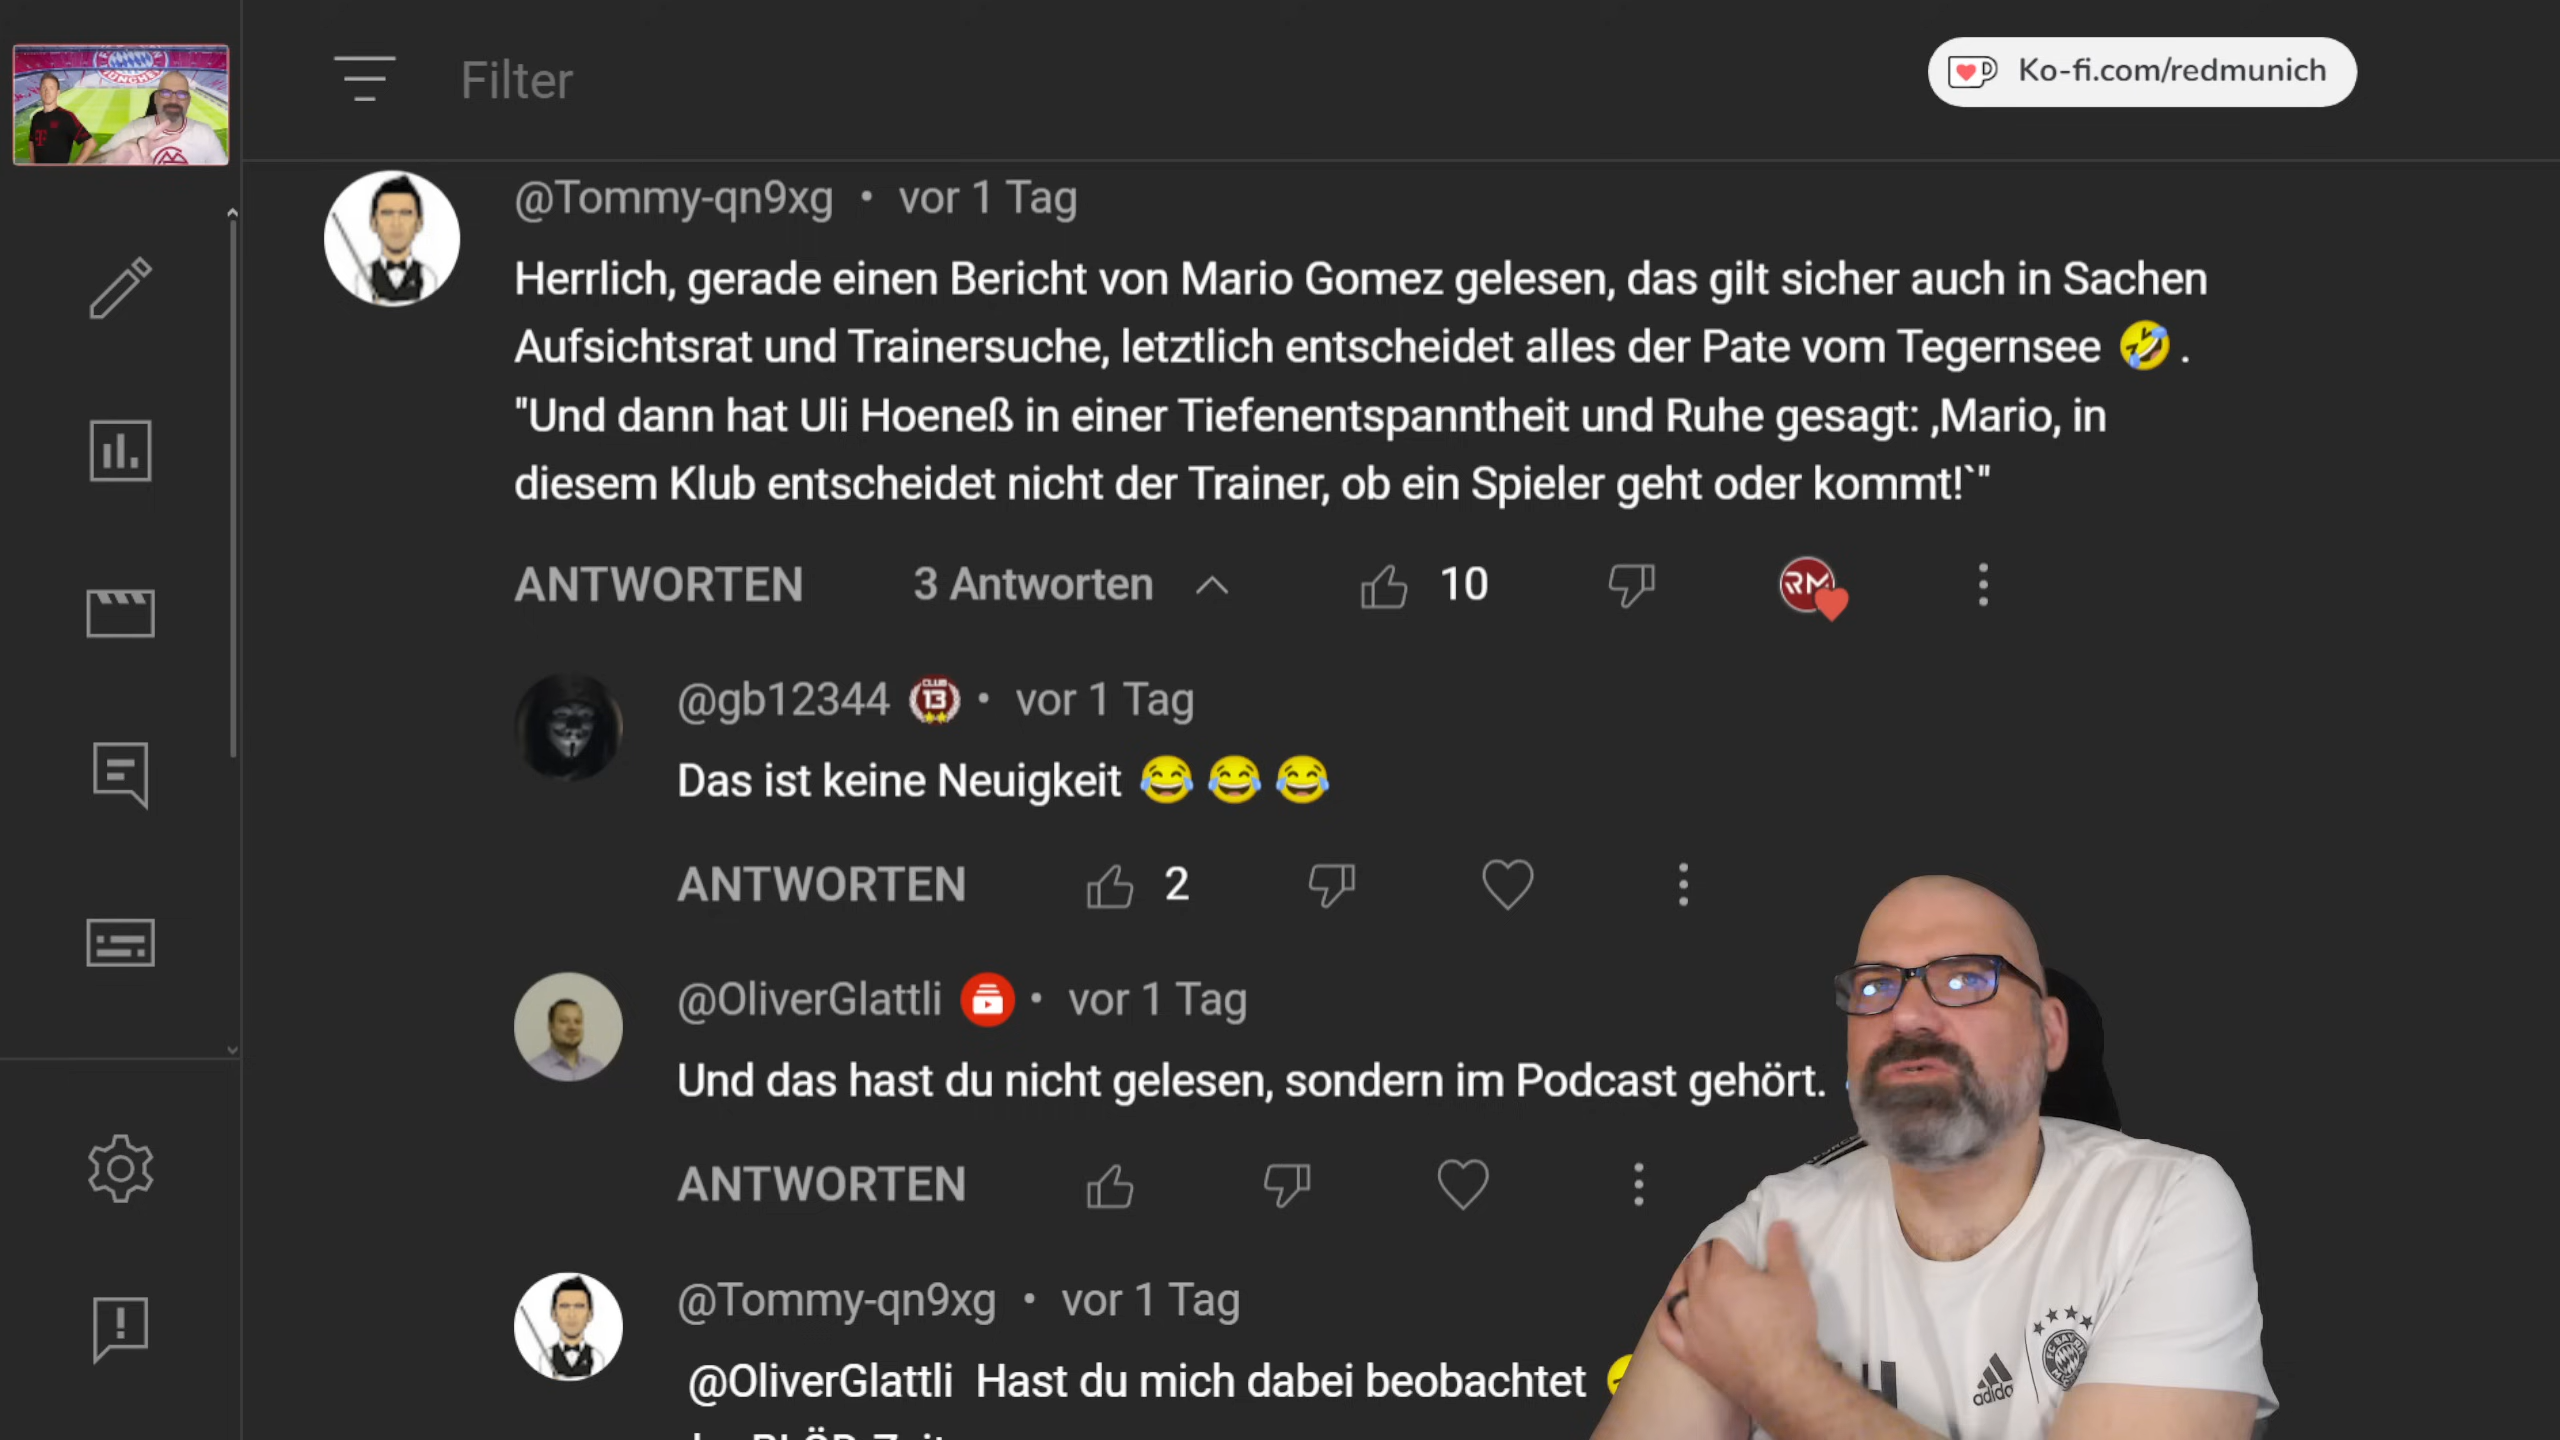 Filter
Ko-fi.com/redmunich
@Tommy-qn9xg • vor 1 Tag
Herrlich, gerade einen Bericht von Mario Gomez gelesen, das gilt sicher auch in Sachen
Aufsichtsrat und Trainersuche, letztlich entscheidet alles der Pate vom Tegernsee 🤣 .
"Und dann hat Uli Hoeneß in einer Tiefenentspanntheit und Ruhe gesagt: ‚Mario, in
diesem Klub entscheidet nicht der Trainer, ob ein Spieler geht oder kommt!`"
ANTWORTEN 3 Antworten 10 RM
@gb12344 CLUB 13 • vor 1 Tag
Das ist keine Neuigkeit 😂 😂 😂
ANTWORTEN 2
@OliverGlattli • vor 1 Tag
Und das hast du nicht gelesen, sondern im Podcast gehört.
ANTWORTEN
@Tommy-qn9xg • vor 1 Tag
@OliverGlattli Hast du mich dabei beobachtet
adidas